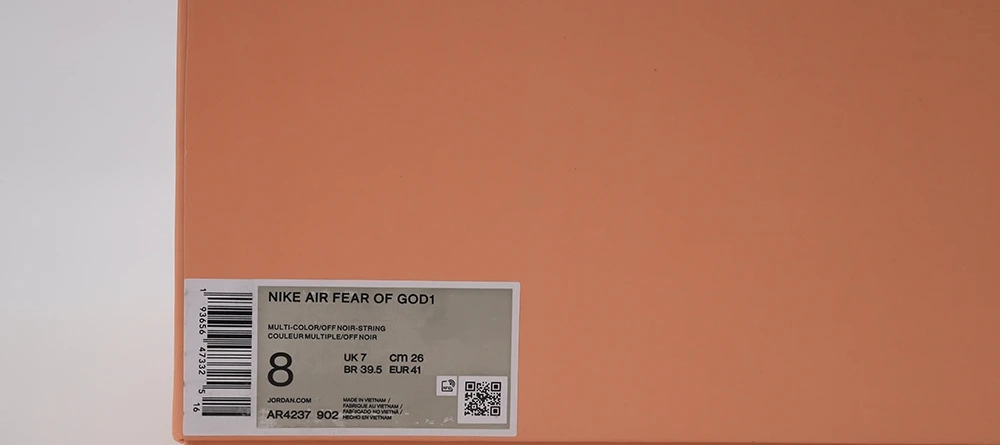 NIKE AIR FEAR OF GOD1
MULTI-COLOR/OFF NOIR-STRING
COULEUR MULTIPLE/OFF NOIR
8
UK 7 cm 26
BR 39.5 EUR 41
JORDAN.COM
AR4237 902
MADE IN VIETNAM /
FABRIQUE AU VIETNAM /
FABRICADO NO VIETNÃ /
HECHO EN VIETNAM
1 93656 47332 5
16